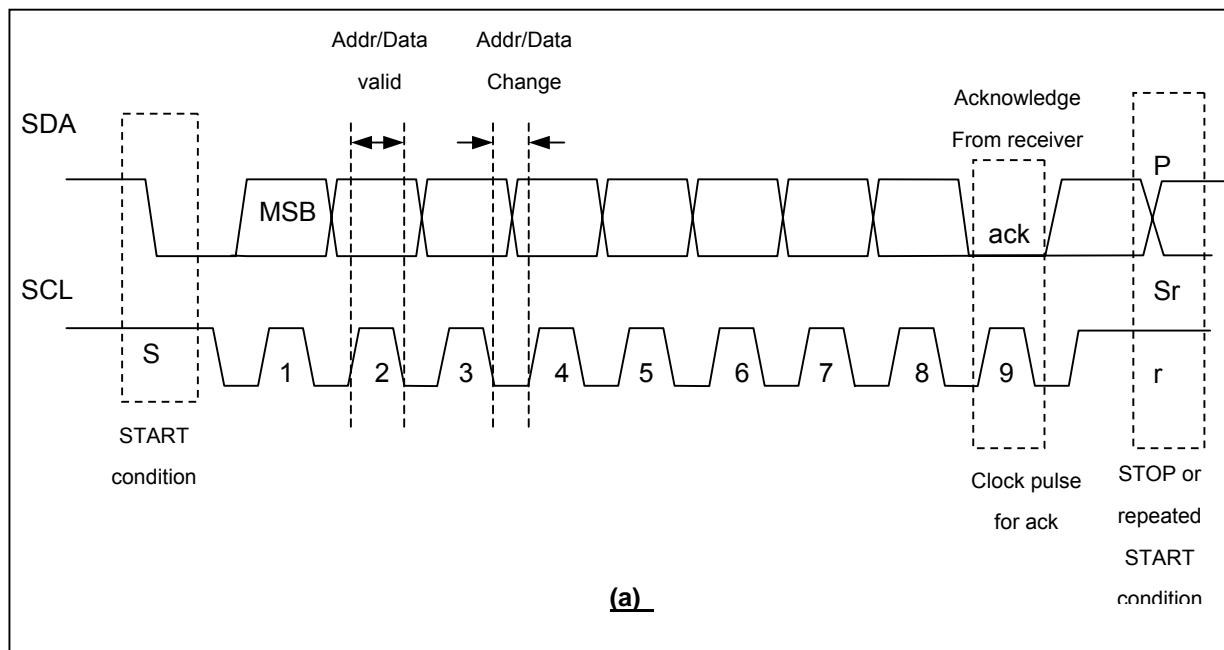 Addr/Data
valid
Addr/Data
Change
Acknowledge
From receiver
SDA
P
MSB
ack
SCL
Sr
S
1
2
3
4
5
6
7
8
9
r
START
condition
Clock pulse
for ack
STOP or
repeated
START
condition
(a)